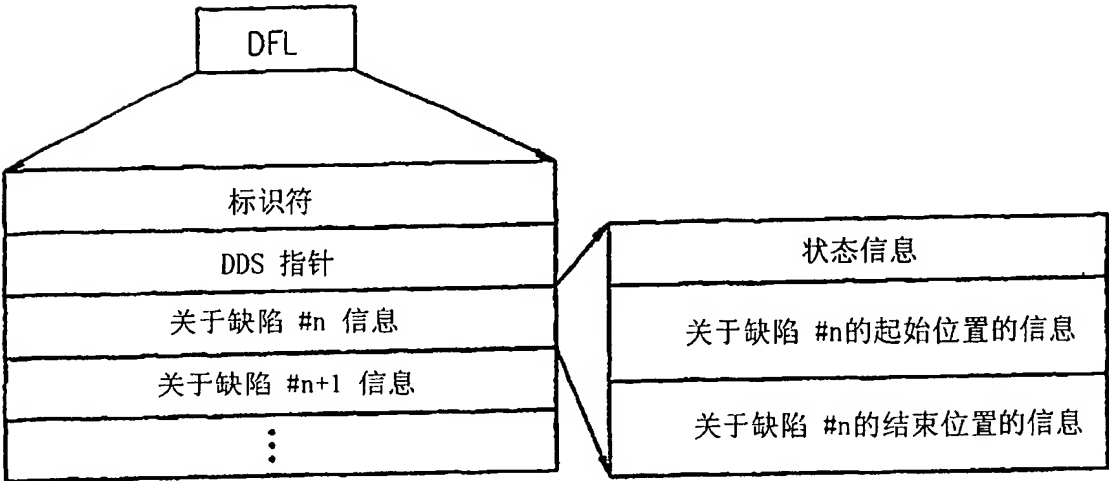 DFL
标识符
DDS 指针
关于缺陷 #n 信息
关于缺陷 #n+1 信息
⋮
状态信息
关于缺陷 #n的起始位置的信息
关于缺陷 #n的结束位置的信息